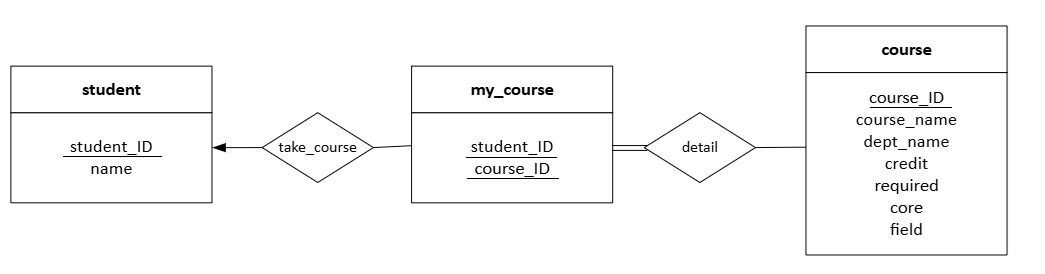 student
student_ID
name
take_course
my_course
student_ID
course_ID
detail
course
course_ID
course_name
dept_name
credit
required
core
field